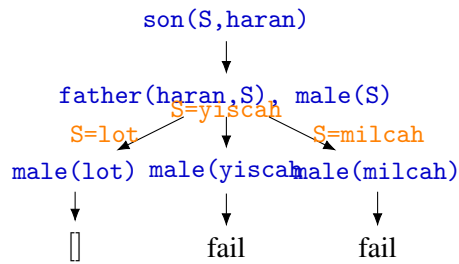 son(S,haran)
father(haran,S), male(S)
S=yiscah
S=lot
S=milcah
male(lot)
male(yiscah
male(milcah)
[]
fail
fail